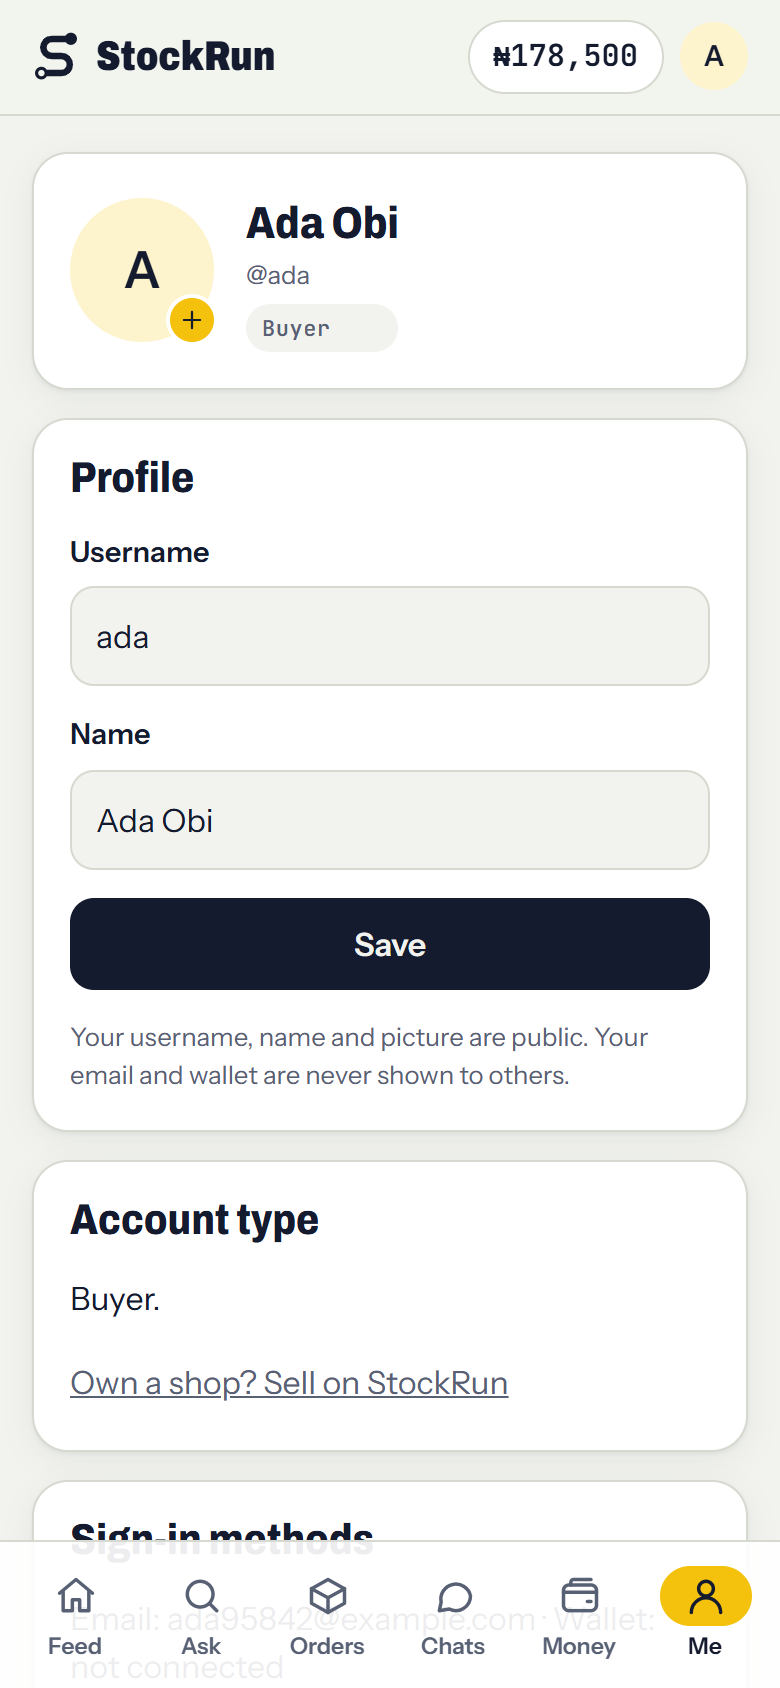 StockRun
₦178,500
A
A
Ada Obi
@ada
Buyer
Profile
Username
ada
Name
Ada Obi
Save
Your username, name and picture are public. Your
email and wallet are never shown to others.
Account type
Buyer.
Own a shop? Sell on StockRun
Sign-in methods
Email: ada95842@example.com · Wallet:
not connected
Feed
Ask
Orders
Chats
Money
Me